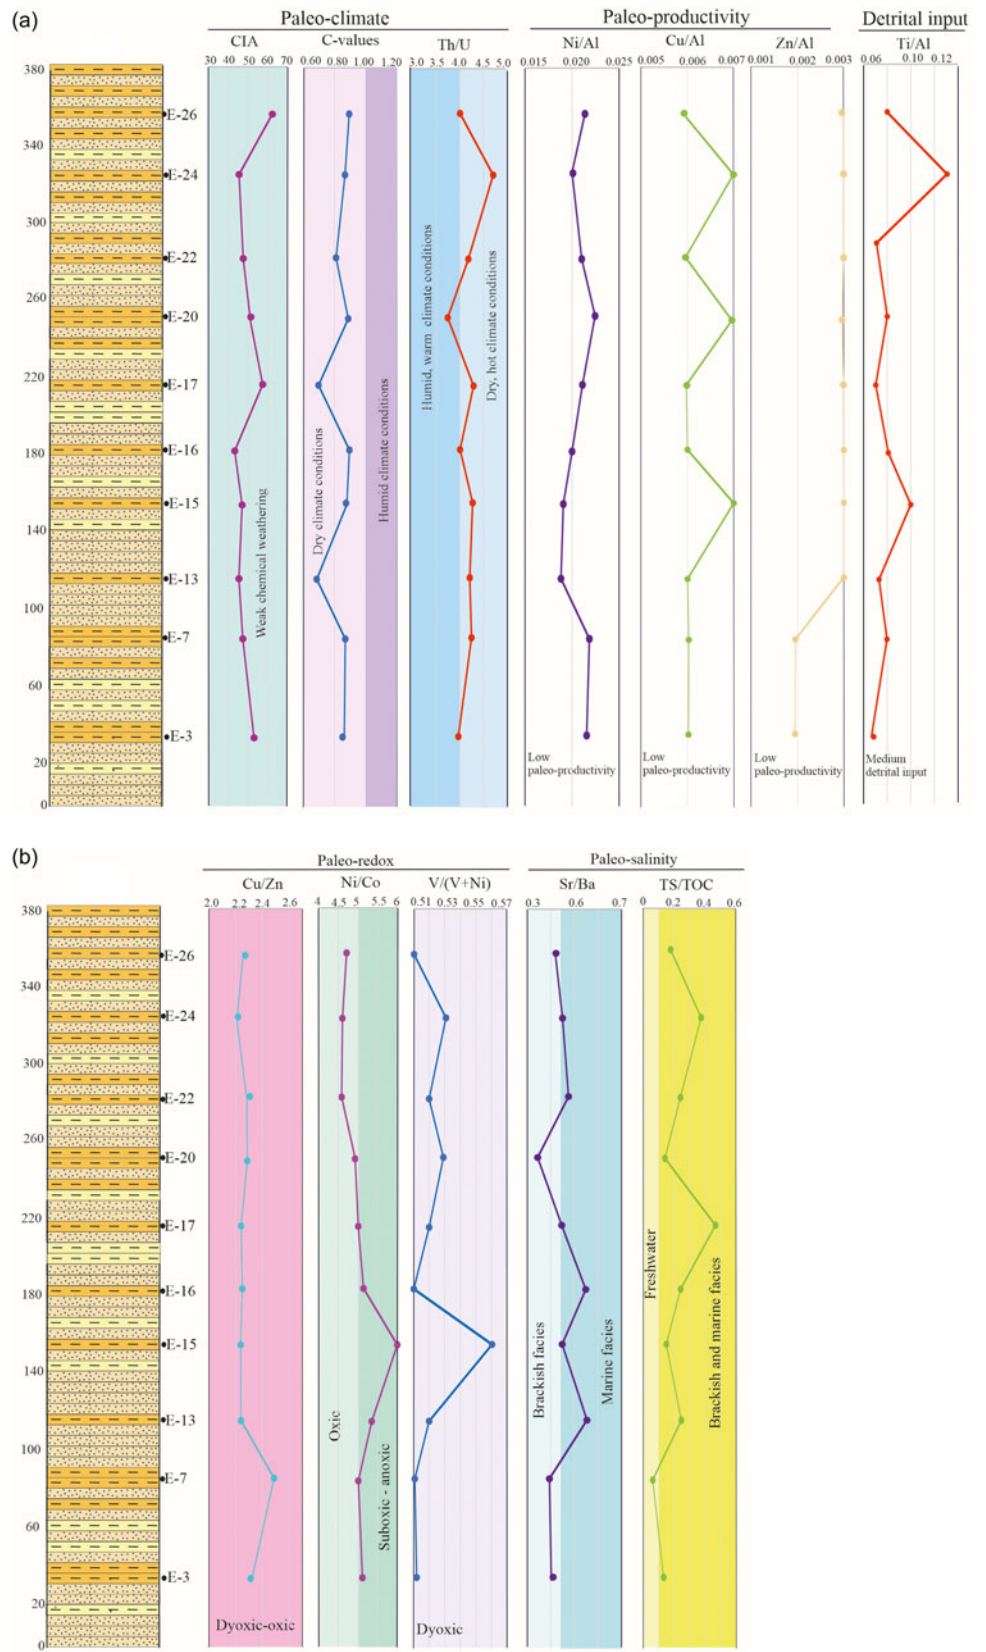 (a)
Paleo-climate Paleo-productivity Detrital input
CIA C-values Th/U Ni/Al Cu/Al Zn/Al Ti/Al
30 40 50 60 70 0.60 0.80 1.00 1.20 3.0 3.5 4.0 4.5 5.0 0.015 0.020 0.025 0.005 0.006 0.007 0.001 0.002 0.003 0.06 0.10 0.12
380
E-26
340
E-24
300
E-22
260
E-20
220
E-17
180
E-16
E-15
140
E-13
100
E-7
60
E-3
20
0
Weak chemical weathering
Dry climate conditions
Humid climate conditions
Humid, warm climate conditions
Dry, hot climate conditions
Low
paleo-productivity
Low
paleo-productivity
Low
paleo-productivity
Medium
detrital input
(b)
Paleo-redox Paleo-salinity
Cu/Zn Ni/Co V/(V+Ni) Sr/Ba TS/TOC
2.0 2.2 2.4 2.6 4 4.5 5 5.5 6 0.51 0.53 0.55 0.57 0.3 0.6 0.7 0 0.2 0.4 0.6
380
E-26
340
E-24
300
E-22
260
E-20
220
E-17
180
E-16
E-15
140
E-13
100
E-7
60
E-3
20
0
Dyoxic-oxic
Oxic
Suboxic - anoxic
Dyoxic
Brackish facies
Marine facies
Freshwater
Brackish and marine facies